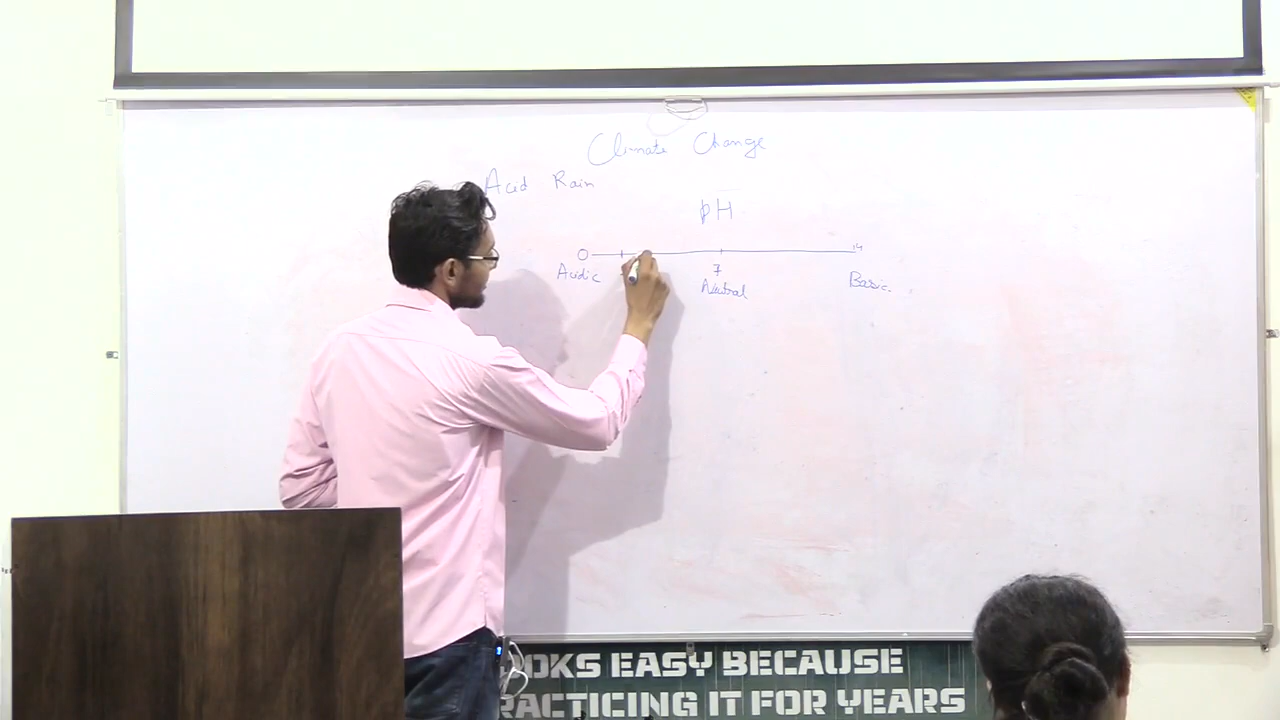 Climate Change
Acid Rain
pH
0 14
7
Acidic Neutral Basic.
OKS EASY BECAUSE
RACTICING IT FOR YEARS